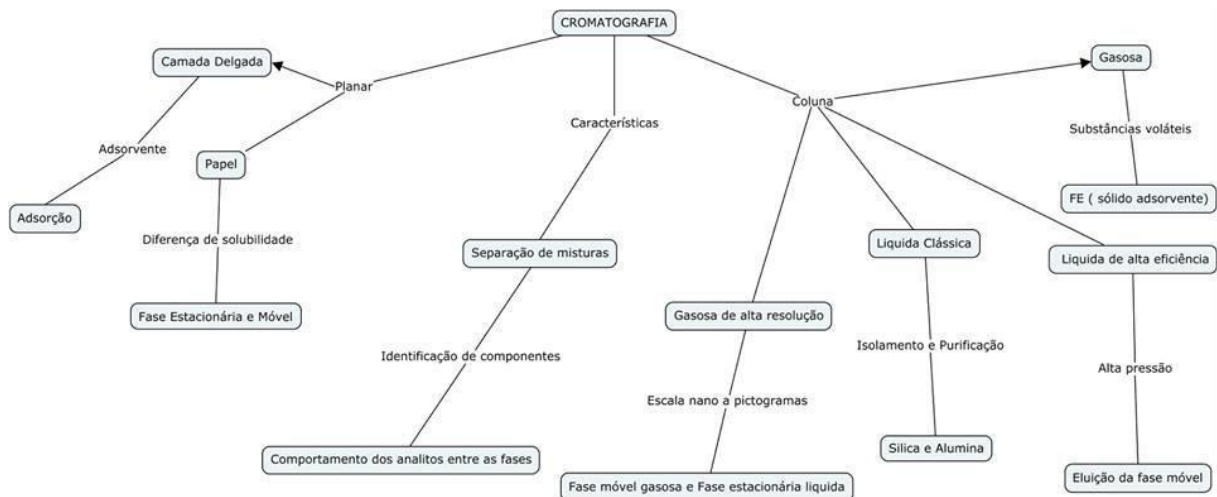 CROMATOGRAFIA
Camada Delgada
Gasosa
Planar
Coluna
Características
Substâncias voláteis
Adsorvente
Papel
FE ( sólido adsorvente)
Adsorção
Diferença de solubilidade
Separação de misturas
Liquida Clássica
Liquida de alta eficiência
Fase Estacionária e Móvel
Gasosa de alta resolução
Identificação de componentes
Isolamento e Purificação
Alta pressão
Escala nano a pictogramas
Comportamento dos analitos entre as fases
Silica e Alumina
Fase móvel gasosa e Fase estacionária liquida
Eluição da fase móvel